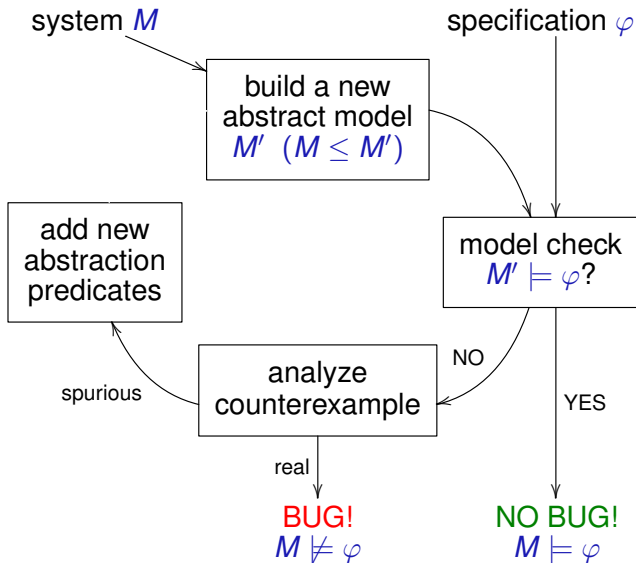 system M
specification φ
build a new
abstract model
M′ (M ≤ M′)
add new
abstraction
predicates
model check
M′ ⊨ φ?
NO
analyze
counterexample
spurious
YES
real
BUG!
M ⊭ φ
NO BUG!
M ⊨ φ